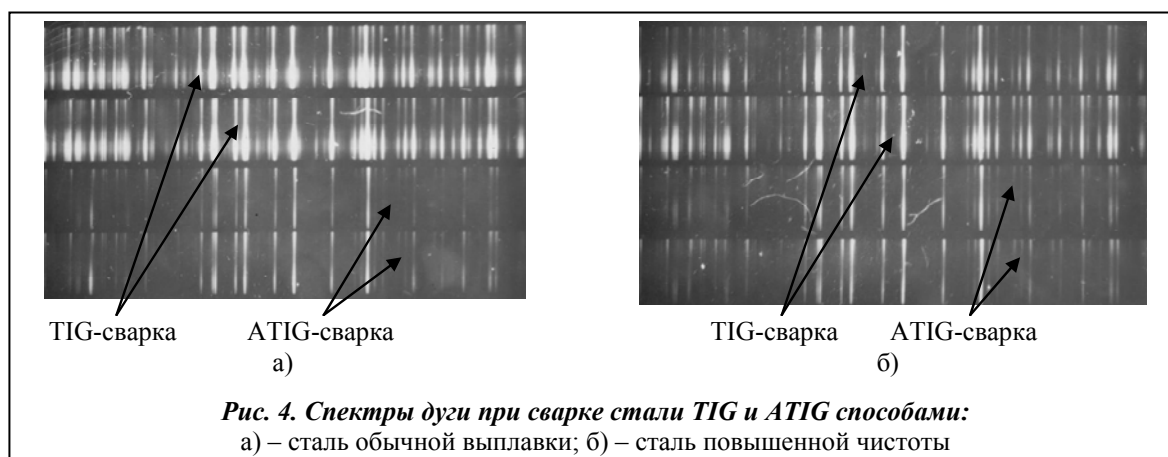 TIG-сварка ATIG-сварка
а)
TIG-сварка ATIG-сварка
б)
Рис. 4. Спектры дуги при сварке стали TIG и ATIG способами:
а) – сталь обычной выплавки; б) – сталь повышенной чистоты